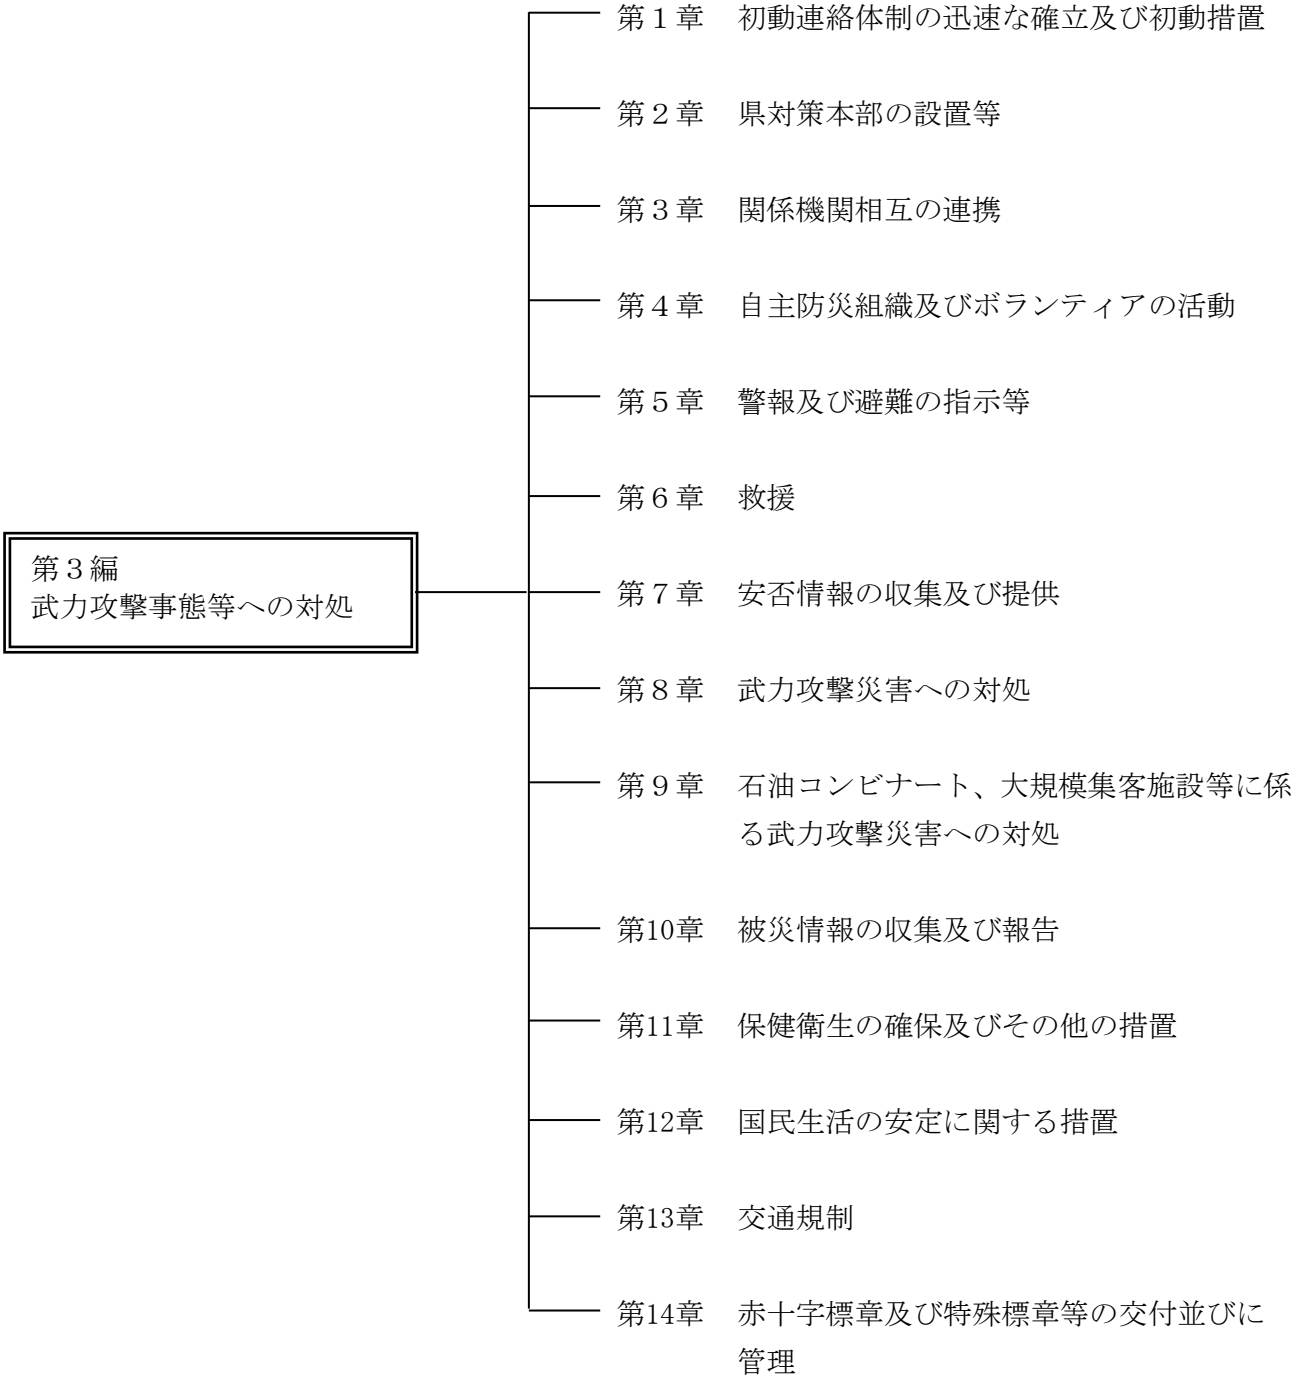 第１章　初動連絡体制の迅速な確立及び初動措置
第２章　県対策本部の設置等
第３章　関係機関相互の連携
第４章　自主防災組織及びボランティアの活動
第５章　警報及び避難の指示等
第６章　救援
第３編
武力攻撃事態等への対処
第７章　安否情報の収集及び提供
第８章　武力攻撃災害への対処
第９章　石油コンビナート、大規模集客施設等に係
る武力攻撃災害への対処
第10章　被災情報の収集及び報告
第11章　保健衛生の確保及びその他の措置
第12章　国民生活の安定に関する措置
第13章　交通規制
第14章　赤十字標章及び特殊標章等の交付並びに
管理